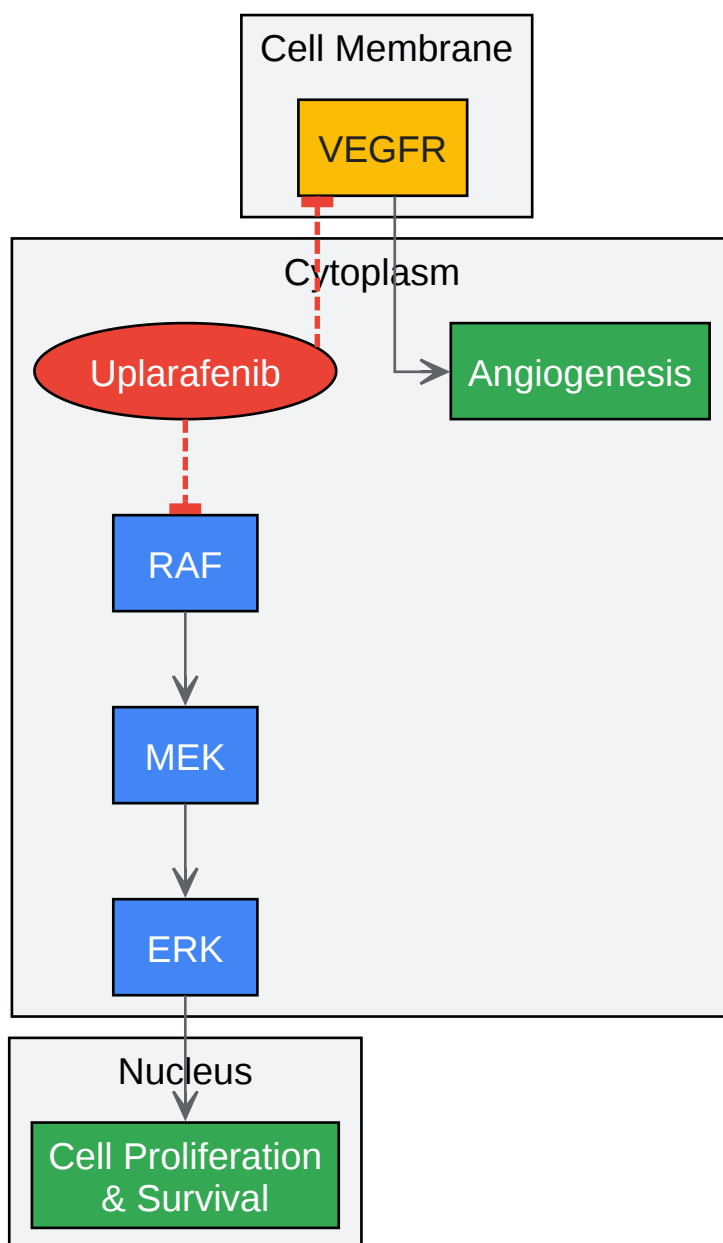 Cell Membrane
VEGFR
Cytoplasm
Uplarafenib
Angiogenesis
RAF
MEK
ERK
Nucleus
Cell Proliferation
& Survival